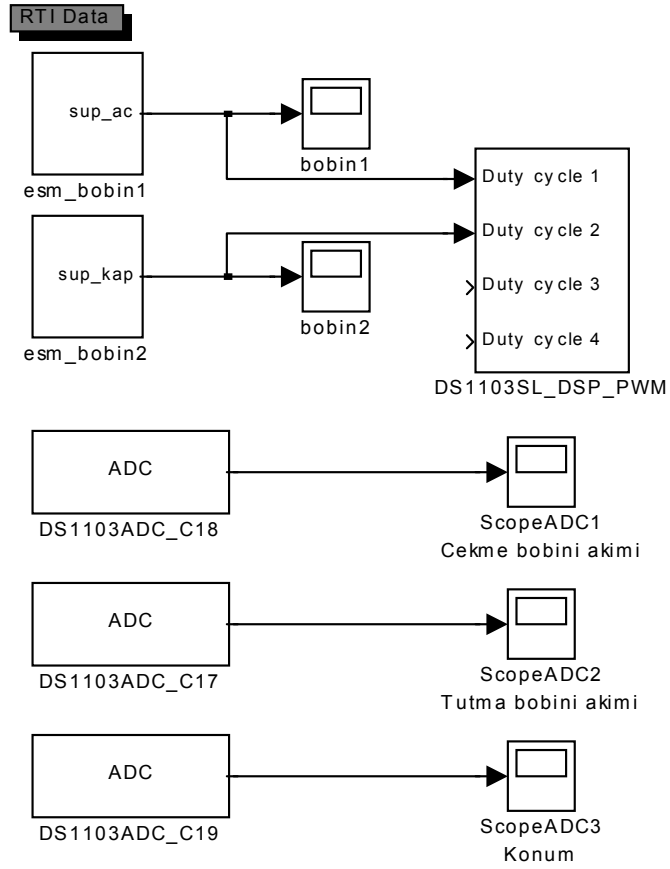 RTI Data
sup_ac
esm_bobin1
bobin1
sup_kap
esm_bobin2
bobin2
Duty cycle 1
Duty cycle 2
Duty cycle 3
Duty cycle 4
DS1103SL_DSP_PWM
ADC
DS1103ADC_C18
ScopeADC1
Cekme bobini akimi
ADC
DS1103ADC_C17
ScopeADC2
Tutma bobini akimi
ADC
DS1103ADC_C19
ScopeADC3
Konum